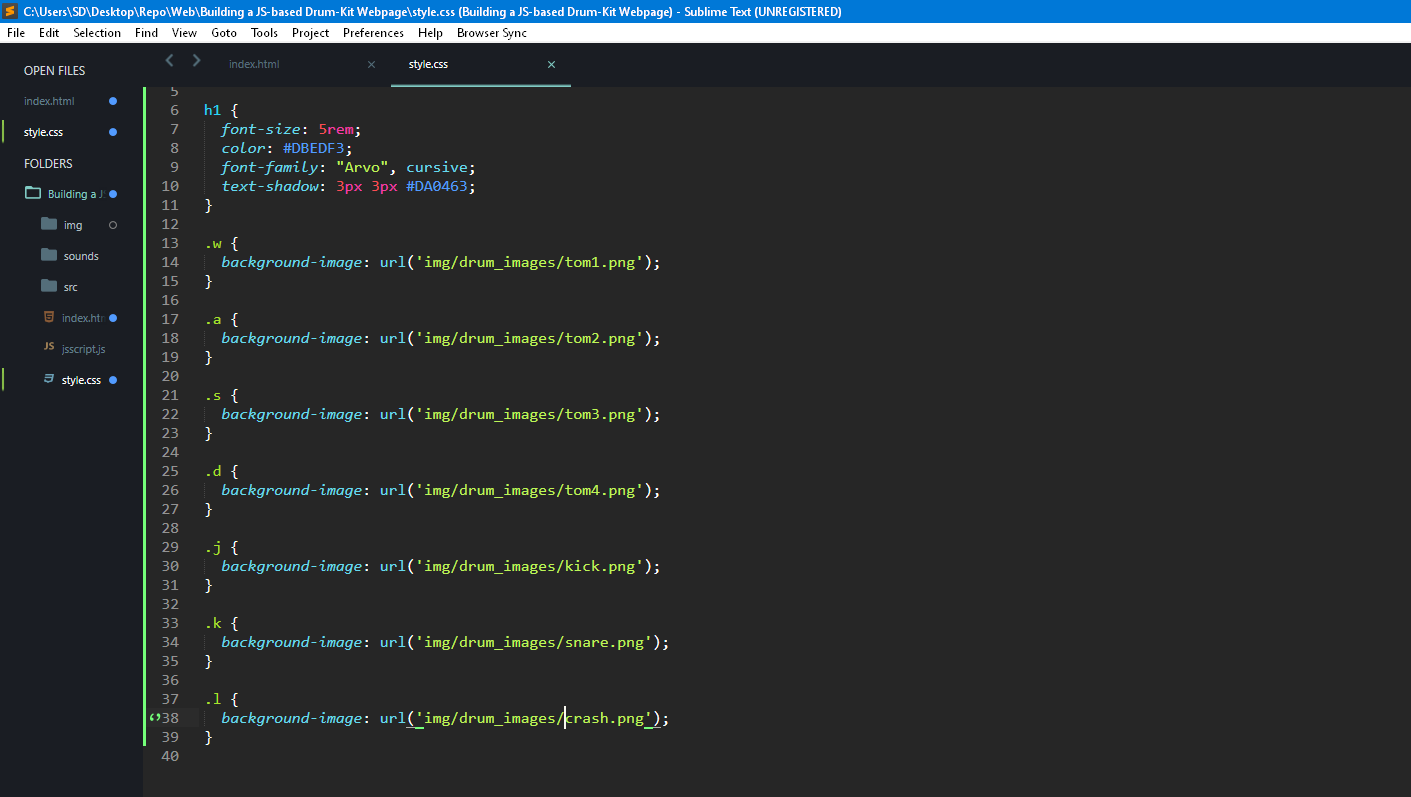 C:\Users\SD\Desktop\Repo\Web\Building a JS-based Drum-Kit Webpage\style.css (Building a JS-based Drum-Kit Webpage) - Sublime Text (UNREGISTERED)
File Edit Selection Find View Goto Tools Project Preferences Help Browser Sync
OPEN FILES
index.html
style.css
FOLDERS
Building a JS
img
sounds
src
index.htm
JS jsscript.js
style.css
index.html × style.css ×
5
6 h1 {
7 font-size: 5rem;
8 color: #DBEDF3;
9 font-family: "Arvo", cursive;
10 text-shadow: 3px 3px #DA0463;
11 }
12
13 .w {
14 background-image: url('img/drum_images/tom1.png');
15 }
16
17 .a {
18 background-image: url('img/drum_images/tom2.png');
19 }
20
21 .s {
22 background-image: url('img/drum_images/tom3.png');
23 }
24
25 .d {
26 background-image: url('img/drum_images/tom4.png');
27 }
28
29 .j {
30 background-image: url('img/drum_images/kick.png');
31 }
32
33 .k {
34 background-image: url('img/drum_images/snare.png');
35 }
36
37 .l {
38 background-image: url('img/drum_images/crash.png');
39 }
40